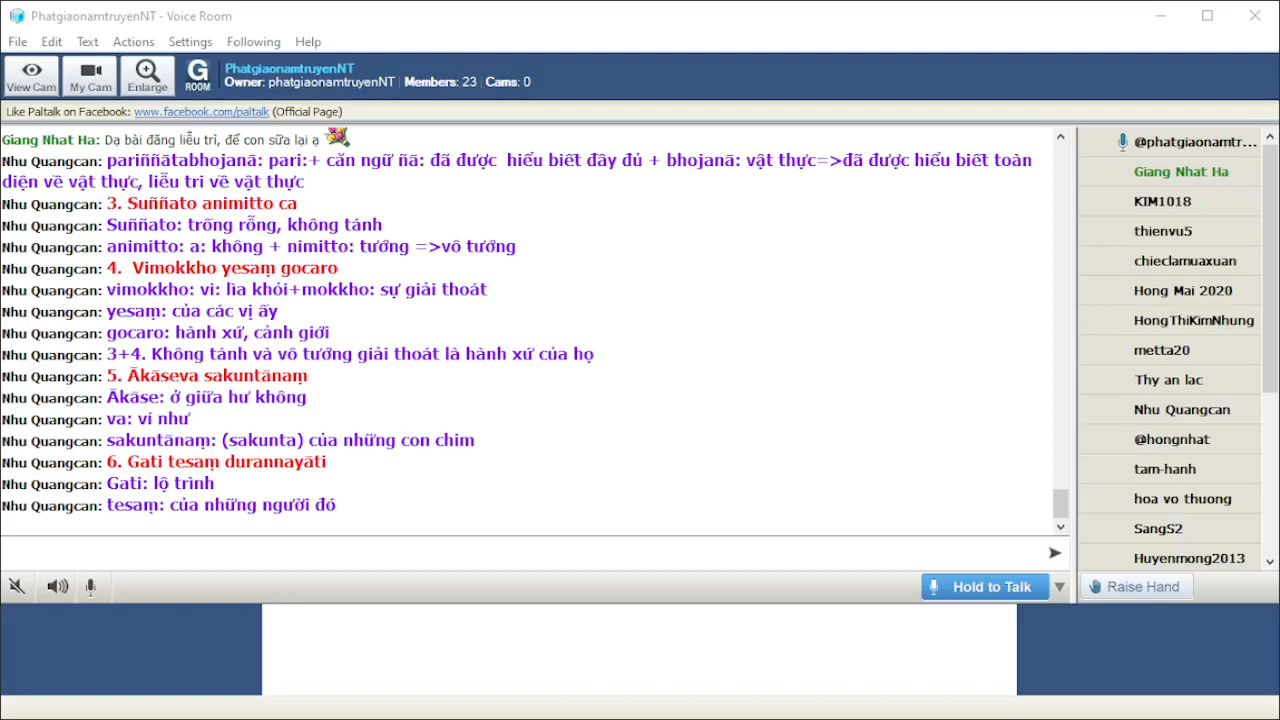 PhatgiaonamtruyenNT - Voice Room
File Edit Text Actions Settings Following Help
View Cam My Cam Enlarge G ROOM
PhatgiaonamtruyenNT
Owner: phatgiaonamtruyenNT | Members: 23 | Cams: 0
Like Paltalk on Facebook: www.facebook.com/paltalk (Official Page)
Giang Nhat Ha: Dạ bài đăng liễu trì, để con sữa lại ạ
Nhu Quangcan: pariññātabhojanā: pari:+ căn ngữ ñā: đã được hiểu biết đầy đủ + bhojanā: vật thực=>đã được hiểu biết toàn
diện về vật thực, liễu tri về vật thực
Nhu Quangcan: 3. Suññato animitto ca
Nhu Quangcan: Suññato: trống rỗng, không tánh
Nhu Quangcan: animitto: a: không + nimitto: tướng =>vô tướng
Nhu Quangcan: 4. Vimokkho yesaṃ gocaro
Nhu Quangcan: vimokkho: vi: lìa khỏi+mokkho: sự giải thoát
Nhu Quangcan: yesaṃ: của các vị ấy
Nhu Quangcan: gocaro: hành xứ, cảnh giới
Nhu Quangcan: 3+4. Không tánh và vô tướng giải thoát là hành xứ của họ
Nhu Quangcan: 5. Ākāseva sakuntānaṃ
Nhu Quangcan: Ākāse: ở giữa hư không
Nhu Quangcan: va: ví như
Nhu Quangcan: sakuntānaṃ: (sakunta) của những con chim
Nhu Quangcan: 6. Gati tesaṃ durannayāti
Nhu Quangcan: Gati: lộ trình
Nhu Quangcan: tesaṃ: của những người đó
@phatgiaonamtr...
Giang Nhat Ha
KIM1018
thienvu5
chieclamuaxuan
Hong Mai 2020
HongThiKimNhung
metta20
Thy an lac
Nhu Quangcan
@hongnhat
tam-hanh
hoa vo thuong
SangS2
Huyenmong2013
Hold to Talk
Raise Hand